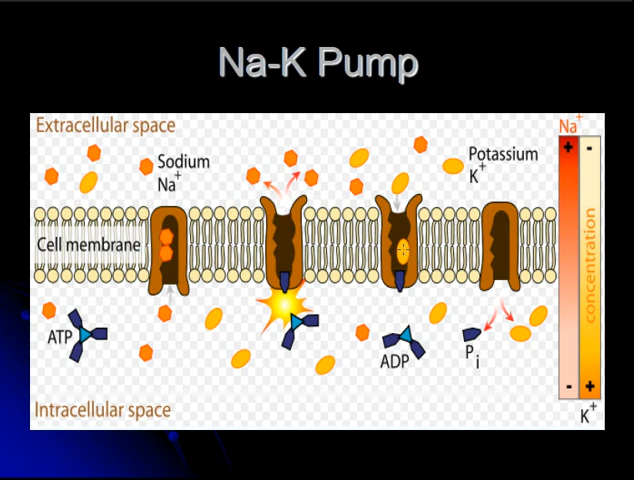 Na-K Pump
Extracellular space
Na+
+ -
Sodium
Na+
Potassium
K+
Cell membrane
concentration
ATP
ADP
Pi
- +
Intracellular space
K+